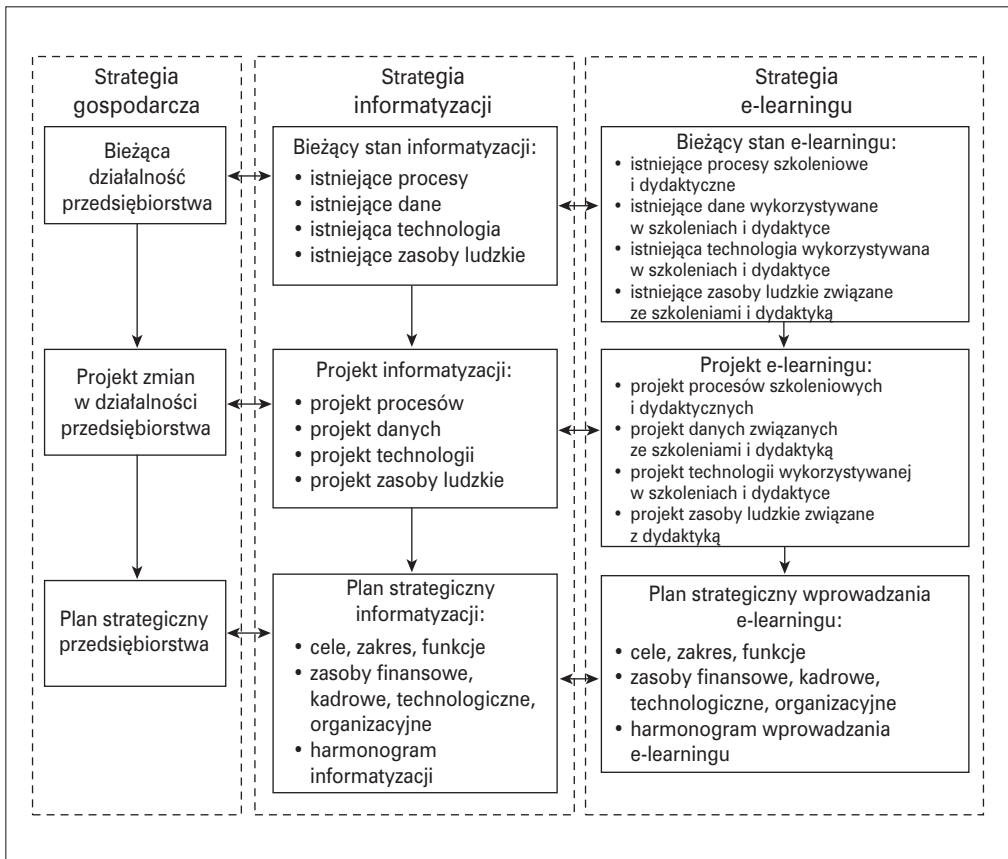 Strategia
gospodarcza
Bieżąca
działalność
przedsiębiorstwa
Projekt zmian
w działalności
przedsiębiorstwa
Plan strategiczny
przedsiębiorstwa
Strategia
informatyzacji
Bieżący stan informatyzacji:
• istniejące procesy
• istniejące dane
• istniejąca technologia
• istniejące zasoby ludzkie
Projekt informatyzacji:
• projekt procesów
• projekt danych
• projekt technologii
• projekt zasoby ludzkie
Plan strategiczny
informatyzacji:
• cele, zakres, funkcje
• zasoby finansowe,
kadrowe, technologiczne,
organizacyjne
• harmonogram
informatyzacji
Strategia
e-learningu
Bieżący stan e-learningu:
• istniejące procesy szkoleniowe
i dydaktyczne
• istniejące dane wykorzystywane
w szkoleniach i dydaktyce
• istniejąca technologia wykorzystywana
w szkoleniach i dydaktyce
• istniejące zasoby ludzkie związane
ze szkoleniami i dydaktyką
Projekt e-learningu:
• projekt procesów szkoleniowych
i dydaktycznych
• projekt danych związanych
ze szkoleniami i dydaktyką
• projekt technologii wykorzystywanej
w szkoleniach i dydaktyce
• projekt zasoby ludzkie związane
z dydaktyką
Plan strategiczny wprowadzania
e-learningu:
• cele, zakres, funkcje
• zasoby finansowe, kadrowe,
technologiczne, organizacyjne
• harmonogram wprowadzania
e-learningu